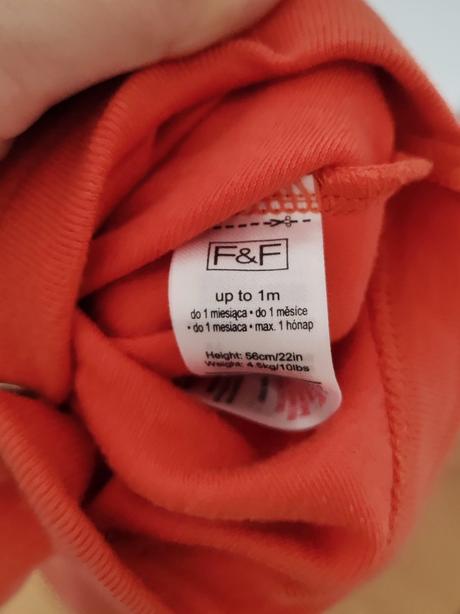 F&F
up to 1m
do 1 miesiąca • do 1 měsíce
• do 1 mesiaca • max. 1 hónap
Height: 56cm/22in
Weight: 4.5kg/10lbs